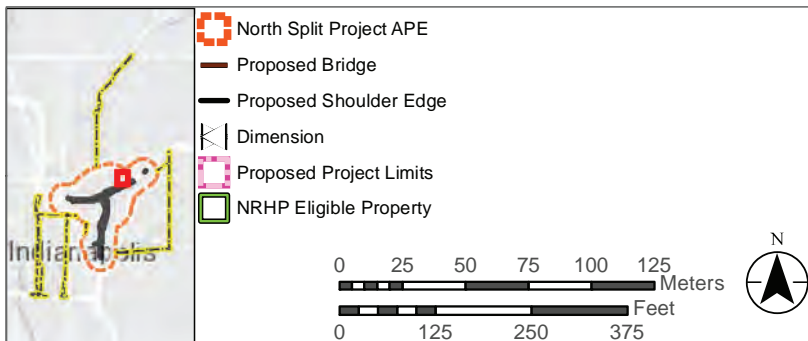 North Split Project APE
Proposed Bridge
Proposed Shoulder Edge
Dimension
Proposed Project Limits
NRHP Eligible Property
Indianapolis
0 25 50 75 100 125
Meters
Feet
0 125 250 375
N